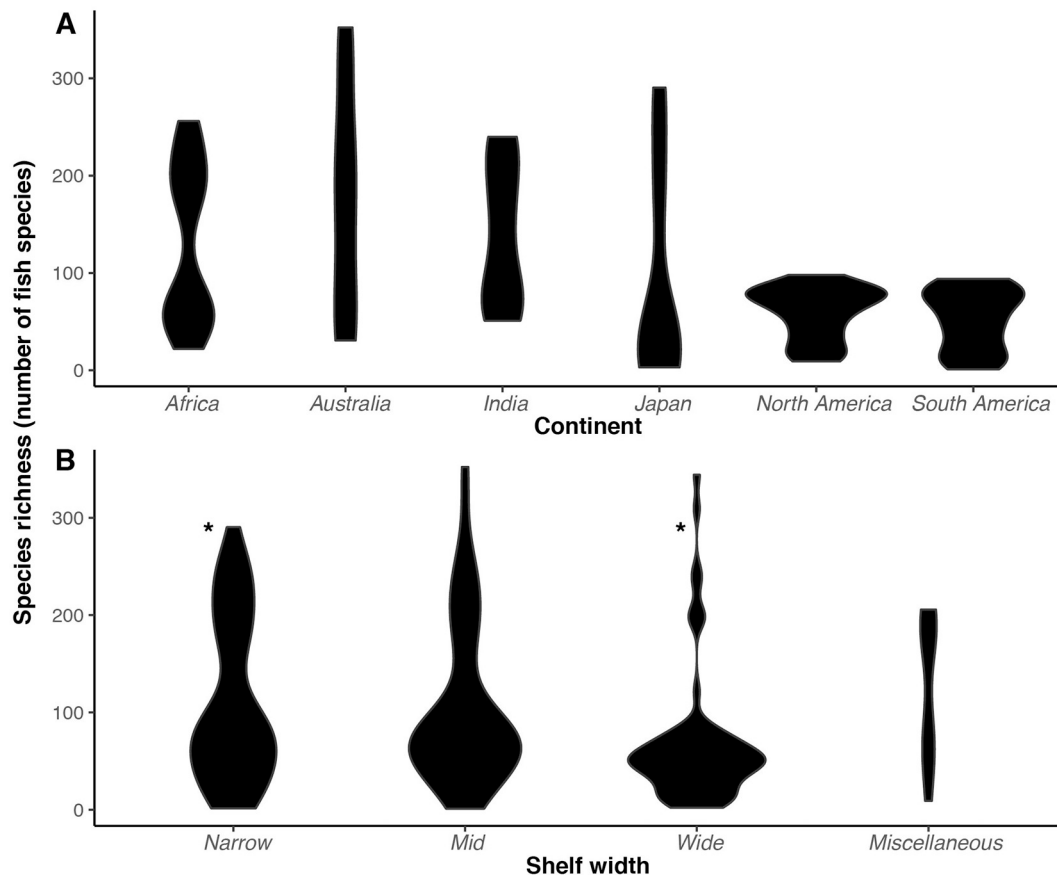 A
300
200
100
0
Africa Australia India Japan North America South America
Continent
Species richness (number of fish species)
B
300
200
100
0
* *
Narrow Mid Wide Miscellaneous
Shelf width